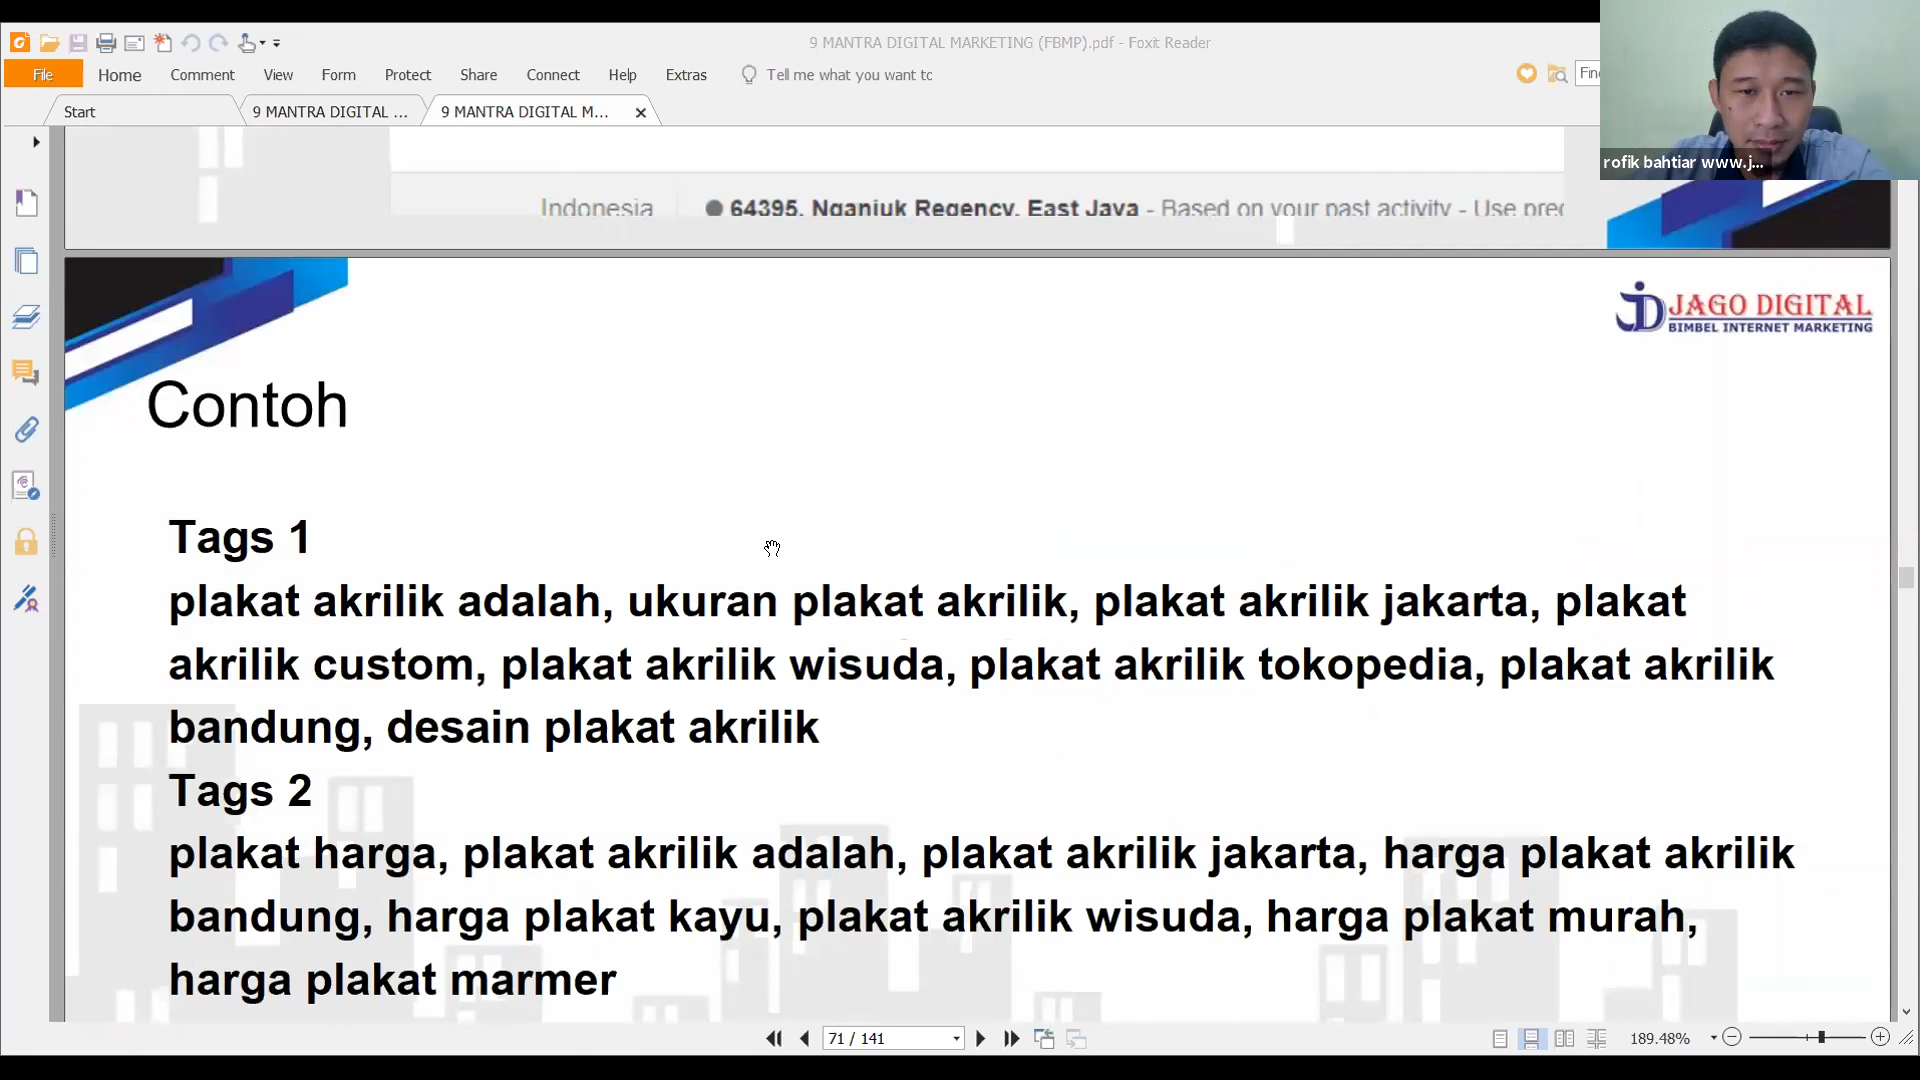 9 MANTRA DIGITAL MARKETING (FBMP).pdf - Foxit Reader
File Home Comment View Form Protect Share Connect Help Extras Tell me what you want to
rofik bahtiar www.j...
Start 9 MANTRA DIGITAL ... 9 MANTRA DIGITAL M...
Indonesia 64395, Nganjuk Regency, East Java - Based on your past activity - Use
JAGO DIGITAL
BIMBEL INTERNET MARKETING
Contoh
Tags 1
plakat akrilik adalah, ukuran plakat akrilik, plakat akrilik jakarta, plakat
akrilik custom, plakat akrilik wisuda, plakat akrilik tokopedia, plakat akrilik
bandung, desain plakat akrilik
Tags 2
plakat harga, plakat akrilik adalah, plakat akrilik jakarta, harga plakat akrilik
bandung, harga plakat kayu, plakat akrilik wisuda, harga plakat murah,
harga plakat marmer
71 / 141
189.48%